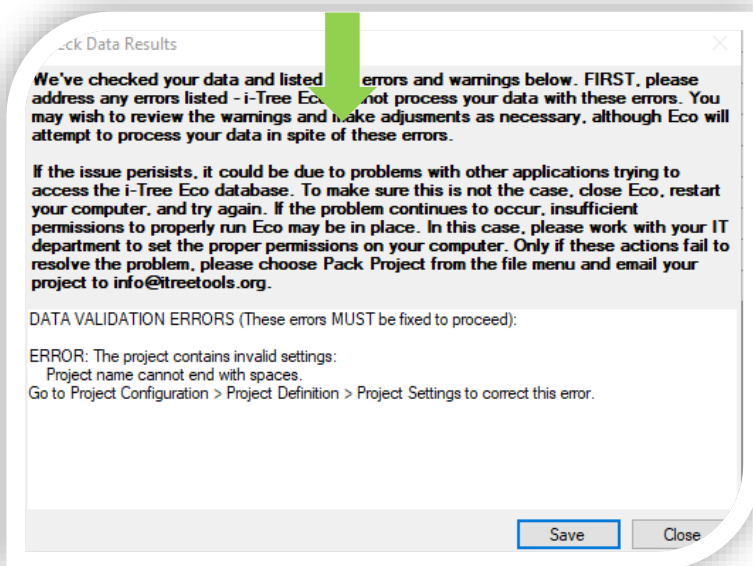 ck Data Results
We've checked your data and listed errors and warnings below. FIRST, please
address any errors listed - i-Tree Ec not process your data with these errors. You
may wish to review the warnings and make adjusments as necessary, although Eco will
attempt to process your data in spite of these errors.
If the issue perisists, it could be due to problems with other applications trying to
access the i-Tree Eco database. To make sure this is not the case, close Eco, restart
your computer, and try again. If the problem continues to occur, insufficient
permissions to properly run Eco may be in place. In this case, please work with your IT
department to set the proper permissions on your computer. Only if these actions fail to
resolve the problem, please choose Pack Project from the file menu and email your
project to info@itreetools.org.
DATA VALIDATION ERRORS (These errors MUST be fixed to proceed):
ERROR: The project contains invalid settings:
Project name cannot end with spaces.
Go to Project Configuration > Project Definition > Project Settings to correct this error.
Save Close